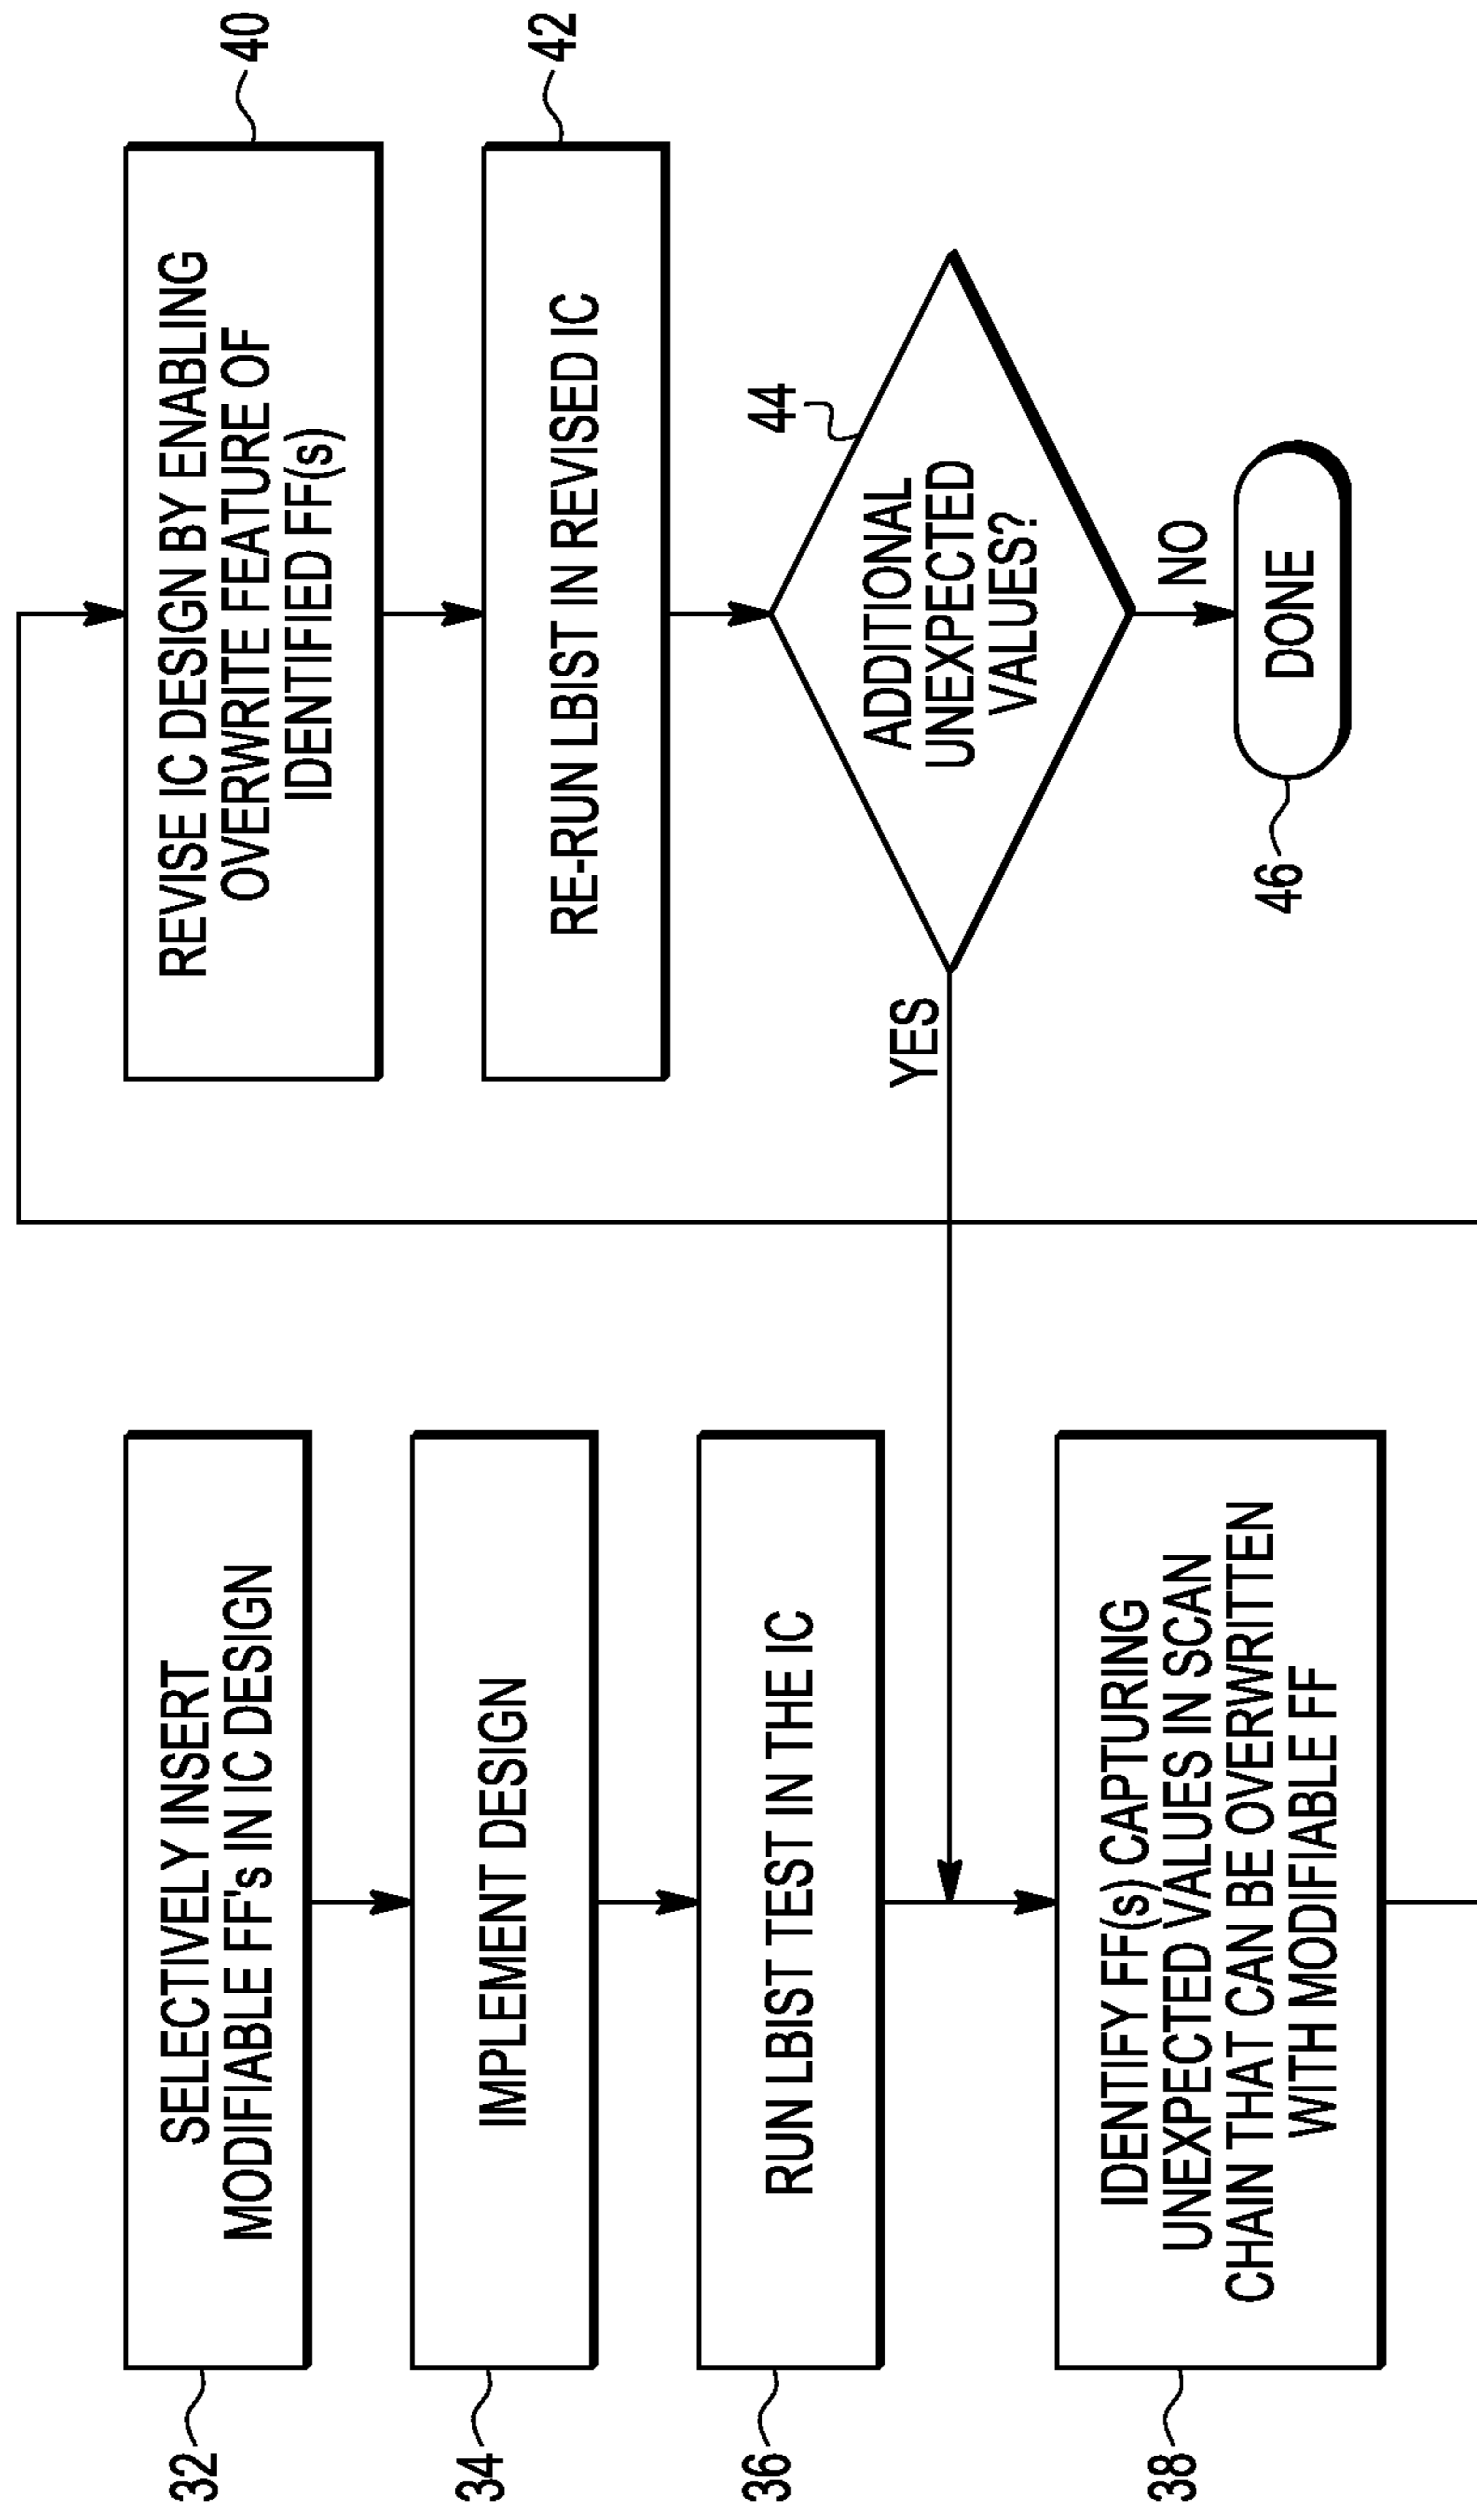 32
SELECTIVELY INSERT
MODIFIABLE FF's IN IC DESIGN
34
IMPLEMENT DESIGN
36
RUN LBIST TEST IN THE IC
38
IDENTIFY FF(s) CAPTURING
UNEXPECTED VALUES IN SCAN
CHAIN THAT CAN BE OVERWRITTEN
WITH MODIFIABLE FF
40
REVISE IC DESIGN BY ENABLING
OVERWRITE FEATURE OF
IDENTIFIED FF(s)
42
RE-RUN LBIST IN REVISED IC
44
ADDITIONAL
UNEXPECTED
VALUES?
YES
NO
46
DONE